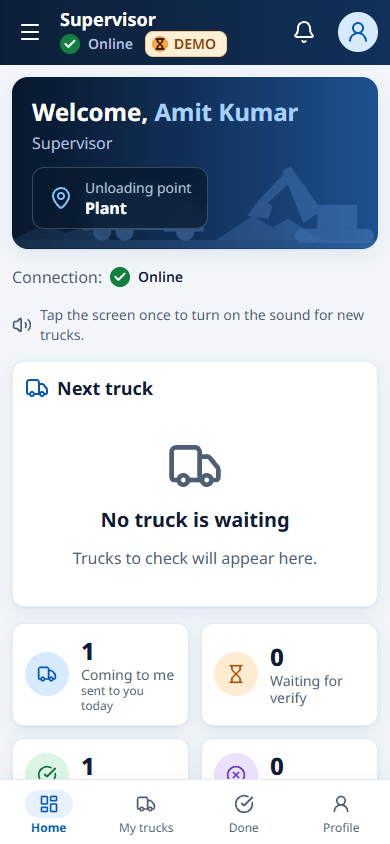 Supervisor
Online
DEMO
Welcome, Amit Kumar
Supervisor
Unloading point
Plant
Connection: Online
Tap the screen once to turn on the sound for new
trucks.
Next truck
No truck is waiting
Trucks to check will appear here.
1
Coming to me
sent to you
today
0
Waiting for
verify
1
0
Home
My trucks
Done
Profile